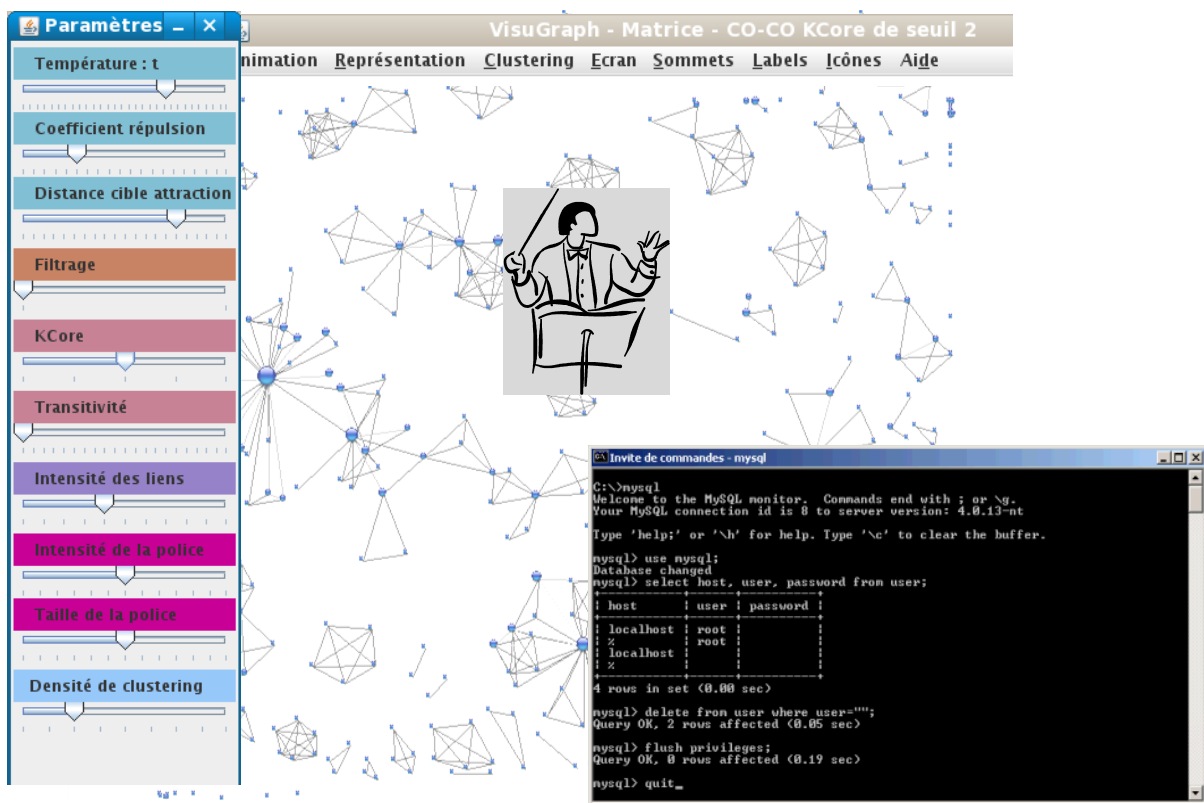 Paramètres
VisuGraph - Matrice - CO-CO KCore de seuil 2
nimation Représentation Clustering Ecran Sommets Labels Icônes Aide
Température : t
Coefficient répulsion
Distance cible attraction
Filtrage
KCore
Transitivité
Intensité des liens
Intensité de la police
Taille de la police
Densité de clustering
Invite de commandes - mysql
C:\>mysql
Welcome to the MySQL monitor. Commands end with ; or \g.
Your MySQL connection id is 8 to server version: 4.0.13-nt
Type 'help;' or '\h' for help. Type '\c' to clear the buffer.
mysql> use mysql;
Database changed
mysql> select host, user, password from user;
+-----------+------+----------+
| host | user | password |
+-----------+------+----------+
| localhost | root | |
| % | root | |
| localhost | | |
| % | | |
+-----------+------+----------+
4 rows in set (0.00 sec)
mysql> delete from user where user="";
Query OK, 2 rows affected (0.05 sec)
mysql> flush privileges;
Query OK, 0 rows affected (0.19 sec)
mysql> quit_